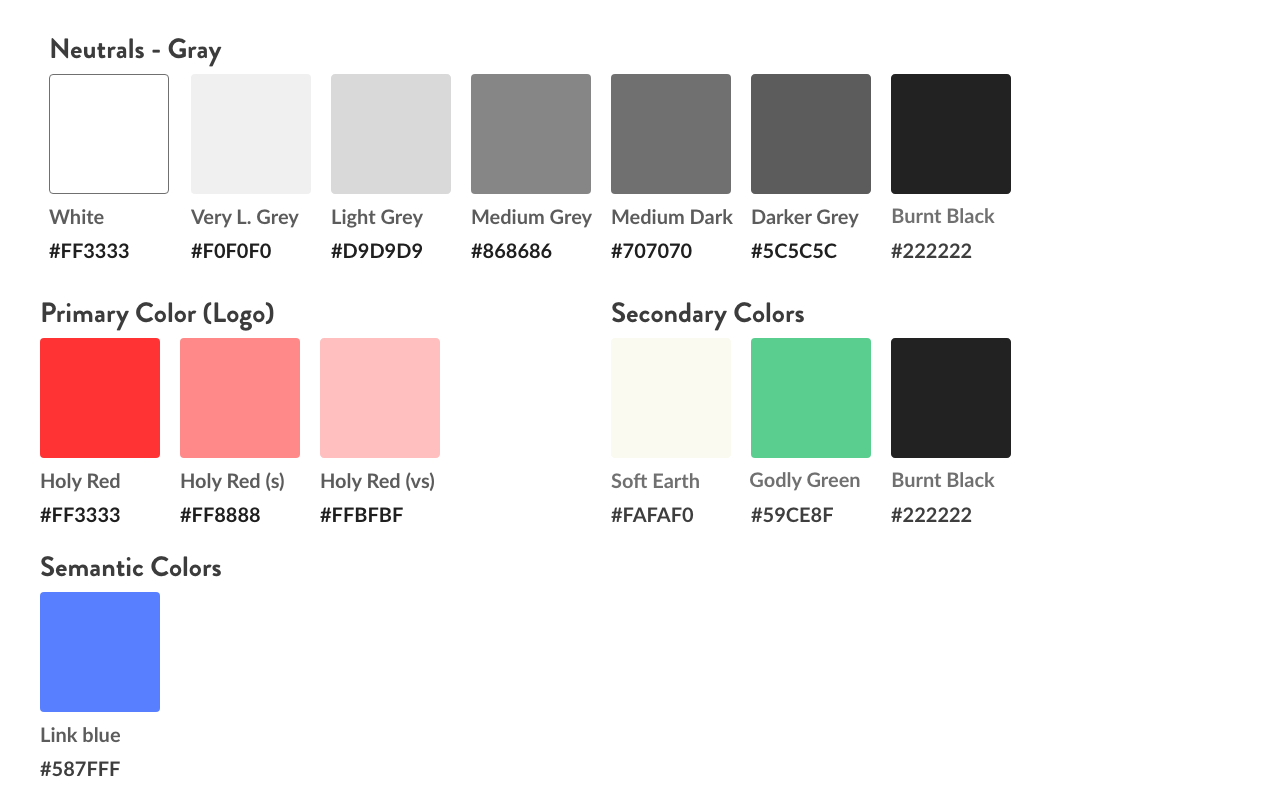 Neutrals - Gray
White Very L. Grey Light Grey Medium Grey Medium Dark Darker Grey Burnt Black
#FF3333 #F0F0F0 #D9D9D9 #868686 #707070 #5C5C5C #222222
Primary Color (Logo) Secondary Colors
Holy Red Holy Red (s) Holy Red (vs) Soft Earth Godly Green Burnt Black
#FF3333 #FF8888 #FFBFBF #FAFAF0 #59CE8F #222222
Semantic Colors
Link blue
#587FFF